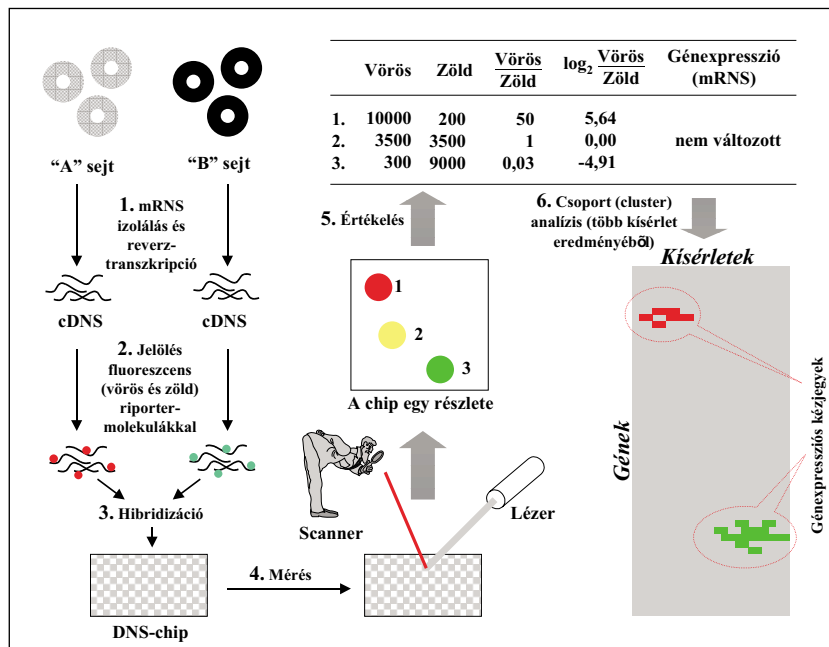 Vörös Zöld Vörös/Zöld log₂ Vörös/Zöld Génexpresszió (mRNS)
1. 10000 200 50 5,64
2. 3500 3500 1 0,00 nem változott
3. 300 9000 0,03 -4,91
“A” sejt
“B” sejt
1. mRNS
izolálás és
reverz-
transzkripció
cDNS
cDNS
2. Jelölés
fluoreszcens
(vörös és zöld)
riporter-
molekulákkal
3. Hibridizáció
DNS-chip
4. Mérés
Scanner
Lézer
A chip egy részlete
1
2
3
5. Értékelés
6. Csoport (cluster)
analízis (több kísérlet
eredményéből)
Kísérletek
Gének
Génexpressziós kézjegyek